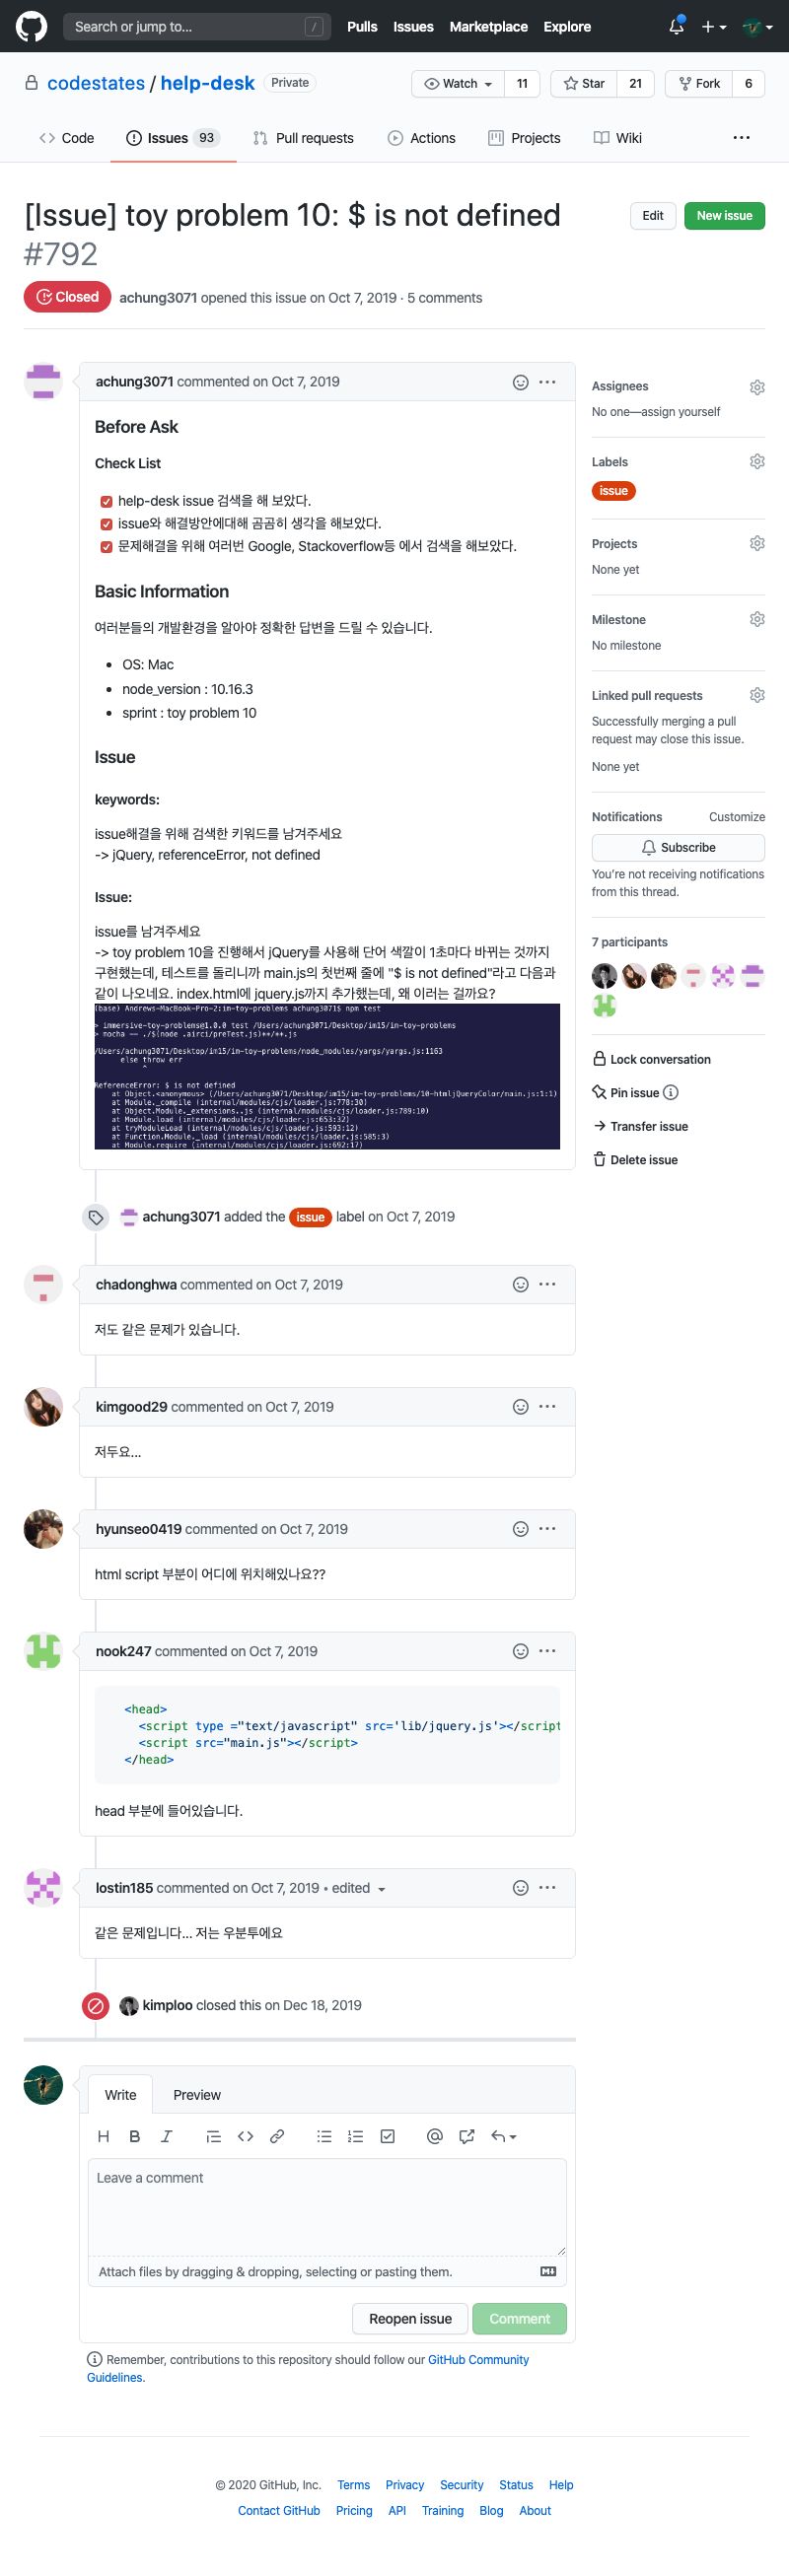 Search or jump to...
/
Pulls Issues Marketplace Explore
codestates / help-desk Private
Watch 11 Star 21 Fork 6
Code Issues 93 Pull requests Actions Projects Wiki
[Issue] toy problem 10: $ is not defined
#792
Edit New issue
Closed achung3071 opened this issue on Oct 7, 2019 · 5 comments
achung3071 commented on Oct 7, 2019
Before Ask
Check List
help-desk issue 검색을 해 보았다.
issue와 해결방안에대해 곰곰히 생각을 해보았다.
문제해결을 위해 여러번 Google, Stackoverflow등 에서 검색을 해보았다.
Basic Information
여러분들의 개발환경을 알아야 정확한 답변을 드릴 수 있습니다.
• OS: Mac
• node_version : 10.16.3
• sprint : toy problem 10
Issue
keywords:
issue해결을 위해 검색한 키워드를 남겨주세요
-> jQuery, referenceError, not defined
Issue:
issue를 남겨주세요
-> toy problem 10을 진행해서 jQuery를 사용해 단어 색깔이 1초마다 바뀌는 것까지
구현했는데, 테스트를 돌리니까 main.js의 첫번째 줄에 "$ is not defined"라고 다음과
같이 나오네요. index.html에 jquery.js까지 추가했는데, 왜 이러는 걸까요?
(base) Andrews-MacBook-Pro-2:im-toy-problems achung3071$ npm test
> immersive-toy-problems@1.0.0 test /Users/achung3071/Desktop/im15/im-toy-problems
> mocha -- ./$(node .airci/preTest.js)**/**.js
/Users/achung3071/Desktop/im15/im-toy-problems/node_modules/yargs/yargs.js:1163
else throw err
^
ReferenceError: $ is not defined
at Object.<anonymous> (/Users/achung3071/Desktop/im15/im-toy-problems/10-htmljQueryColor/main.js:1:1)
at Module._compile (internal/modules/cjs/loader.js:778:30)
at Object.Module._extensions..js (internal/modules/cjs/loader.js:789:10)
at Module.load (internal/modules/cjs/loader.js:653:32)
at tryModuleLoad (internal/modules/cjs/loader.js:593:12)
at Function.Module._load (internal/modules/cjs/loader.js:585:3)
at Module.require (internal/modules/cjs/loader.js:692:17)
achung3071 added the issue label on Oct 7, 2019
chadonghwa commented on Oct 7, 2019
저도 같은 문제가 있습니다.
kimgood29 commented on Oct 7, 2019
저두요...
hyunseo0419 commented on Oct 7, 2019
html script 부분이 어디에 위치해있나요??
nook247 commented on Oct 7, 2019
<head>
<script type ="text/javascript" src='lib/jquery.js'></script
<script src="main.js"></script>
</head>
head 부분에 들어있습니다.
lostin185 commented on Oct 7, 2019 • edited
같은 문제입니다... 저는 우분투에요
kimploo closed this on Dec 18, 2019
Write Preview
Leave a comment
Attach files by dragging & dropping, selecting or pasting them.
Reopen issue Comment
Remember, contributions to this repository should follow our GitHub Community
Guidelines.
Assignees
No one—assign yourself
Labels
issue
Projects
None yet
Milestone
No milestone
Linked pull requests
Successfully merging a pull
request may close this issue.
None yet
Notifications Customize
Subscribe
You're not receiving notifications
from this thread.
7 participants
Lock conversation
Pin issue
Transfer issue
Delete issue
© 2020 GitHub, Inc. Terms Privacy Security Status Help
Contact GitHub Pricing API Training Blog About